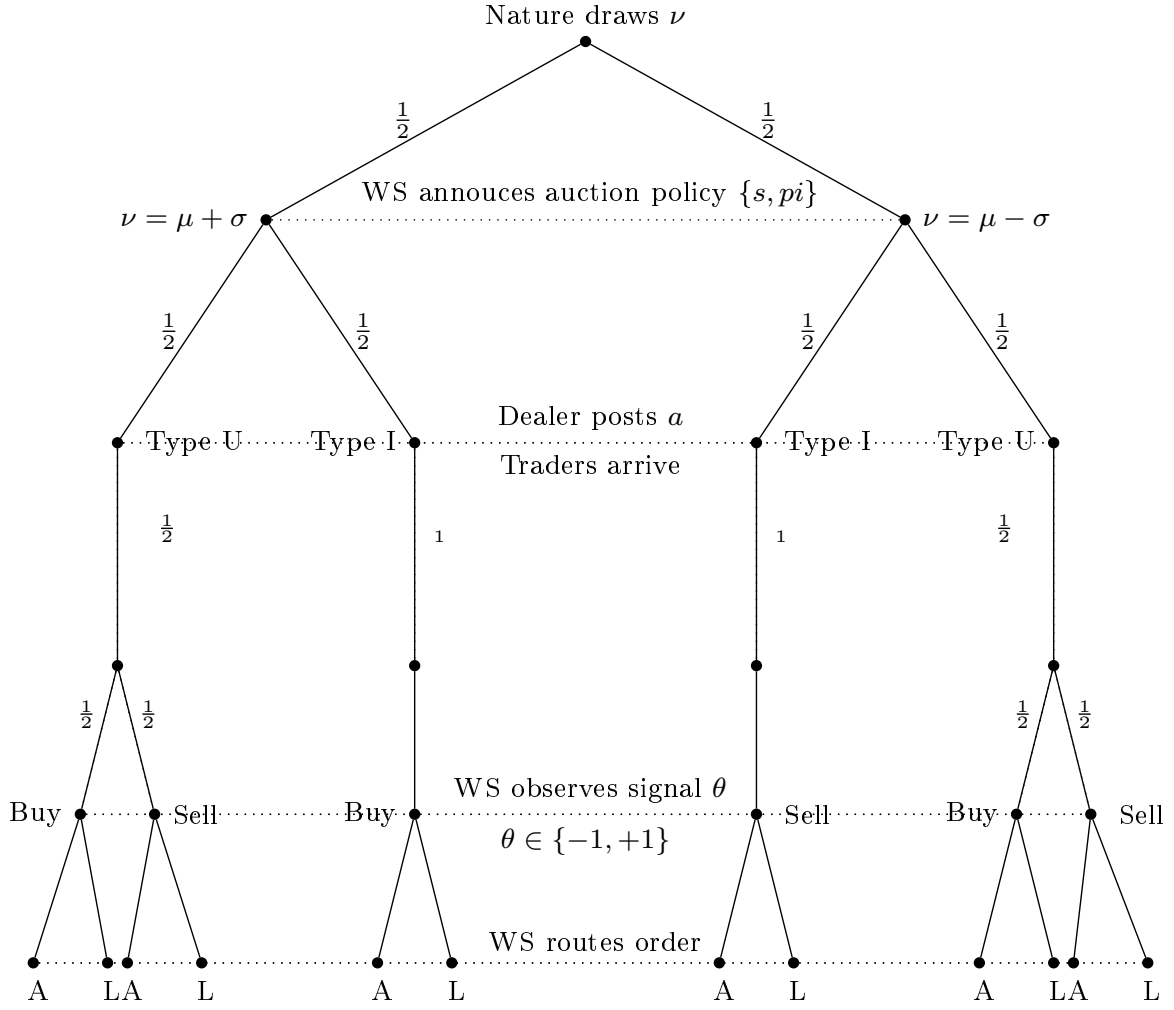 Nature draws ν
1/2 1/2
WS annouces auction policy {s, pi}
ν = μ + σ ν = μ − σ
1/2 1/2 1/2 1/2
Dealer posts a
Type U Type I Type I Type U
Traders arrive
1/2 1 1 1/2
1/2 1/2 1/2 1/2
WS observes signal θ
Buy Sell Buy Sell Buy Sell
θ ∈ {−1, +1}
WS routes order
A L A L A L A L A L A L